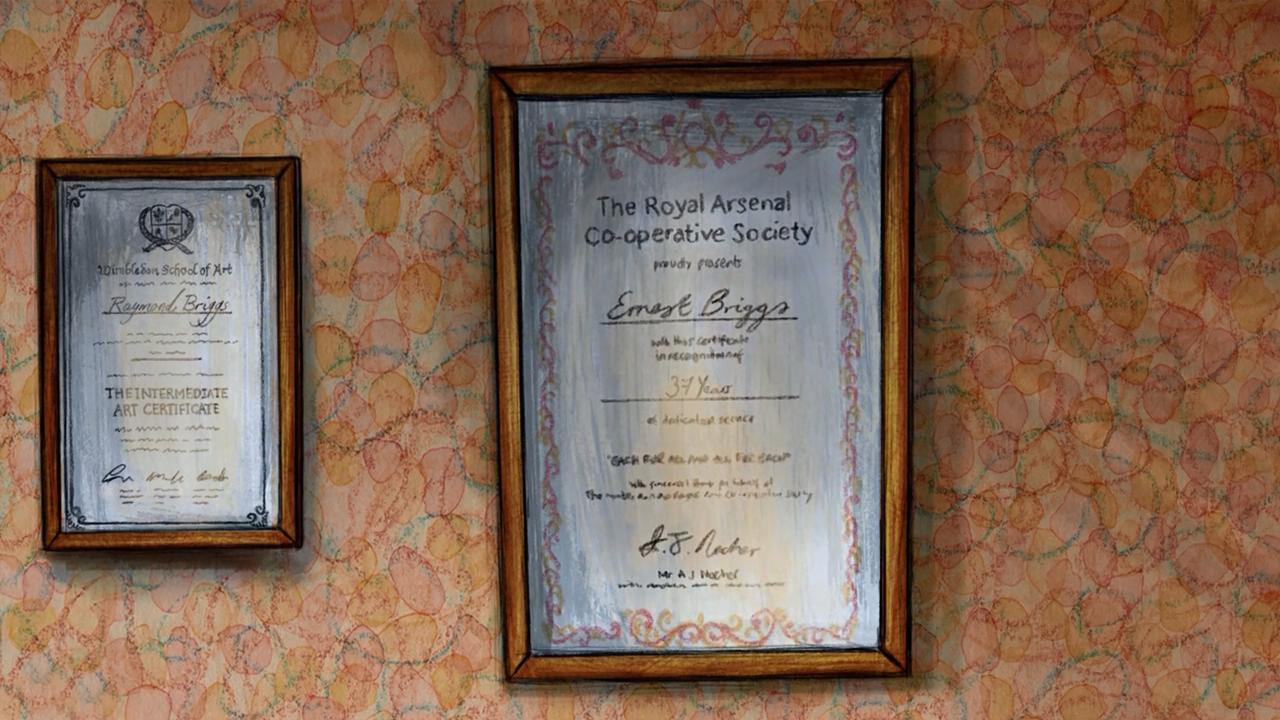 Wimbledon School of Art
Raymond Briggs
THE INTERMEDIATE
ART CERTIFICATE
The Royal Arsenal
Co-operative Society
proudly presents
Ernest Briggs
with this certificate
in recognition of
37 Years
of dedicated service
"EACH FOR ALL AND ALL FOR EACH"
Mr A J